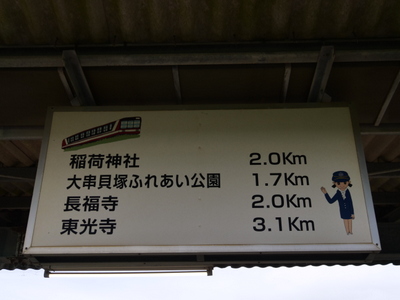 稲荷神社 2.0Km
大串貝塚ふれあい公園 1.7Km
長福寺 2.0Km
東光寺 3.1Km